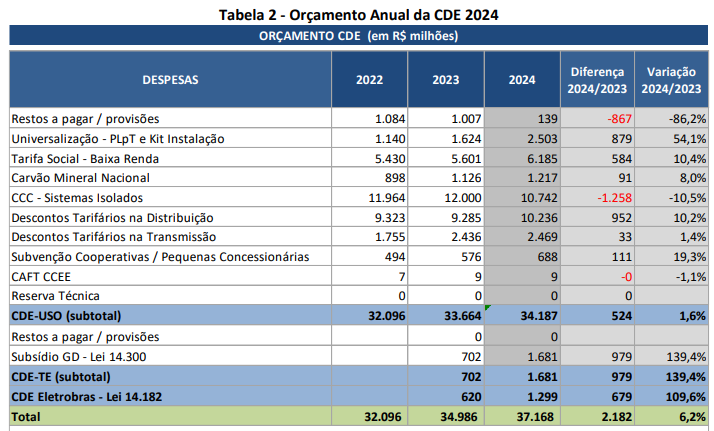 Tabela 2 - Orçamento Anual da CDE 2024
ORÇAMENTO CDE (em R$ milhões)
DESPESAS 2022 2023 2024 Diferença 2024/2023 Variação 2024/2023
Restos a pagar / provisões 1.084 1.007 139 -867 -86,2%
Universalização - PLpT e Kit Instalação 1.140 1.624 2.503 879 54,1%
Tarifa Social - Baixa Renda 5.430 5.601 6.185 584 10,4%
Carvão Mineral Nacional 898 1.126 1.217 91 8,0%
CCC - Sistemas Isolados 11.964 12.000 10.742 -1.258 -10,5%
Descontos Tarifários na Distribuição 9.323 9.285 10.236 952 10,2%
Descontos Tarifários na Transmissão 1.755 2.436 2.469 33 1,4%
Subvenção Cooperativas / Pequenas Concessionárias 494 576 688 111 19,3%
CAFT CCEE 7 9 9 -0 -1,1%
Reserva Técnica 0 0 0 0
CDE-USO (subtotal) 32.096 33.664 34.187 524 1,6%
Restos a pagar / provisões 0 0
Subsídio GD - Lei 14.300 702 1.681 979 139,4%
CDE-TE (subtotal) 702 1.681 979 139,4%
CDE Eletrobras - Lei 14.182 620 1.299 679 109,6%
Total 32.096 34.986 37.168 2.182 6,2%